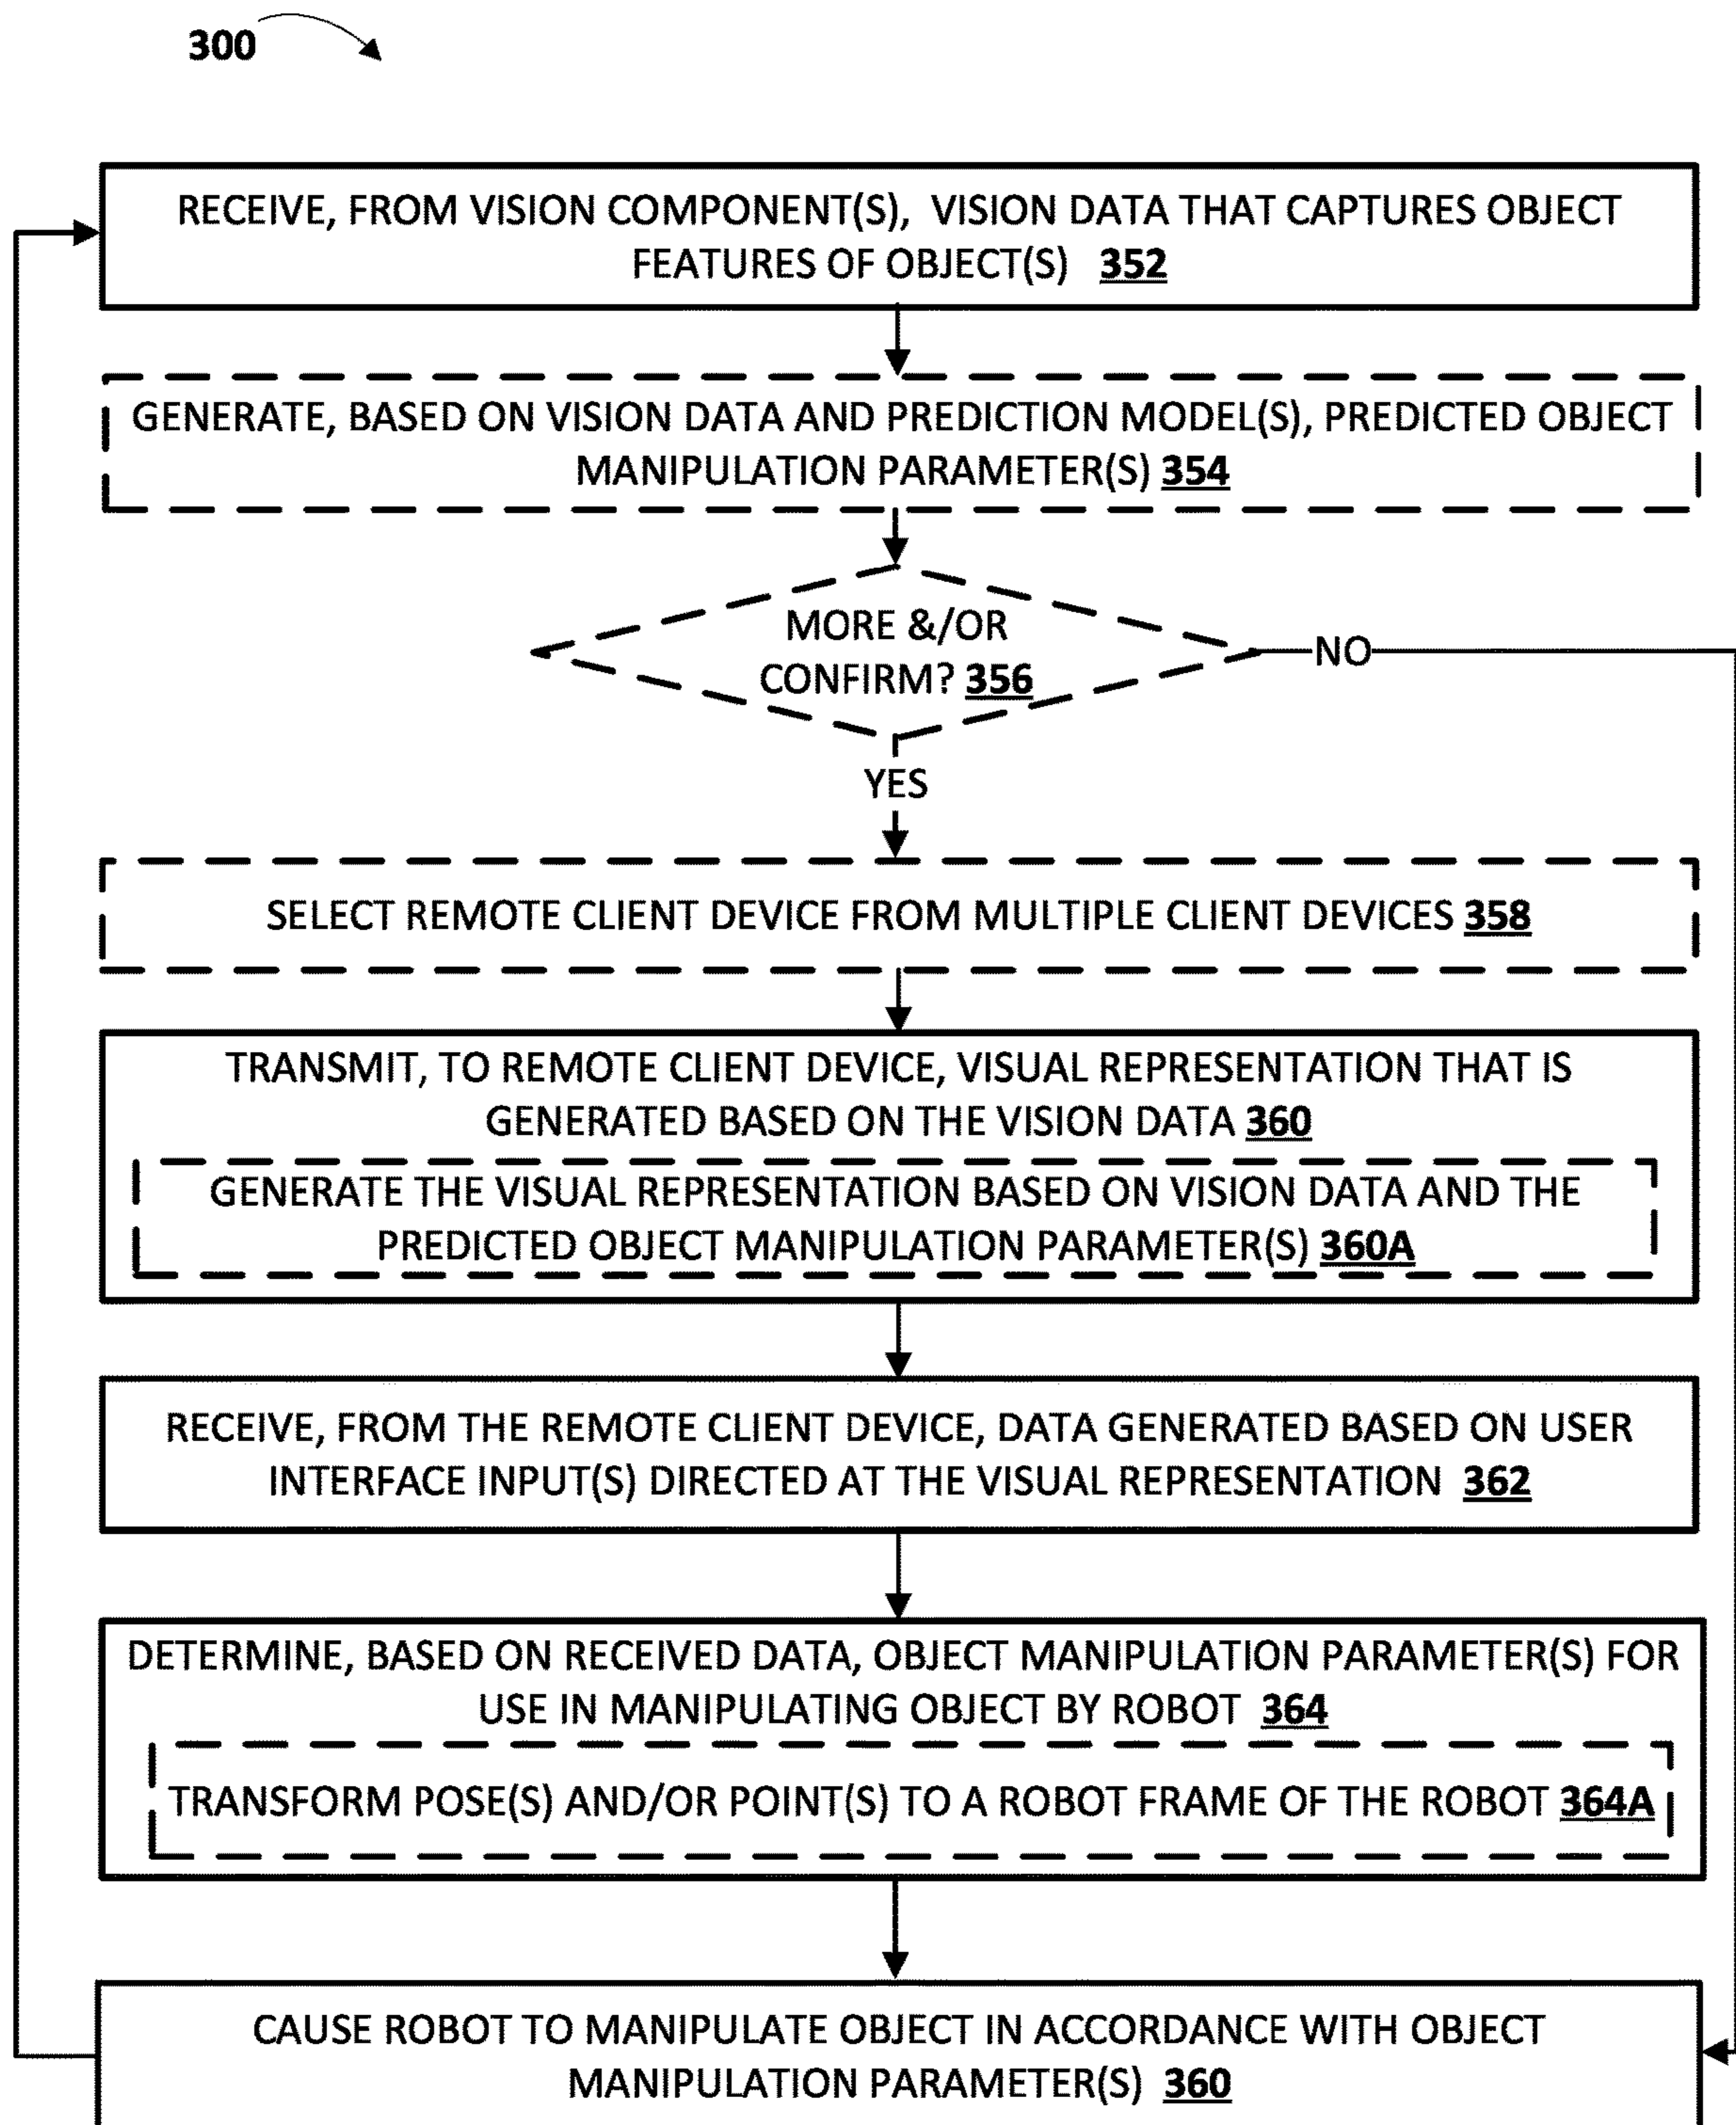 300
RECEIVE, FROM VISION COMPONENT(S), VISION DATA THAT CAPTURES OBJECT
FEATURES OF OBJECT(S) 352
GENERATE, BASED ON VISION DATA AND PREDICTION MODEL(S), PREDICTED OBJECT
MANIPULATION PARAMETER(S) 354
MORE &/OR
CONFIRM? 356
NO
YES
SELECT REMOTE CLIENT DEVICE FROM MULTIPLE CLIENT DEVICES 358
TRANSMIT, TO REMOTE CLIENT DEVICE, VISUAL REPRESENTATION THAT IS
GENERATED BASED ON THE VISION DATA 360
GENERATE THE VISUAL REPRESENTATION BASED ON VISION DATA AND THE
PREDICTED OBJECT MANIPULATION PARAMETER(S) 360A
RECEIVE, FROM THE REMOTE CLIENT DEVICE, DATA GENERATED BASED ON USER
INTERFACE INPUT(S) DIRECTED AT THE VISUAL REPRESENTATION 362
DETERMINE, BASED ON RECEIVED DATA, OBJECT MANIPULATION PARAMETER(S) FOR
USE IN MANIPULATING OBJECT BY ROBOT 364
TRANSFORM POSE(S) AND/OR POINT(S) TO A ROBOT FRAME OF THE ROBOT 364A
CAUSE ROBOT TO MANIPULATE OBJECT IN ACCORDANCE WITH OBJECT
MANIPULATION PARAMETER(S) 360